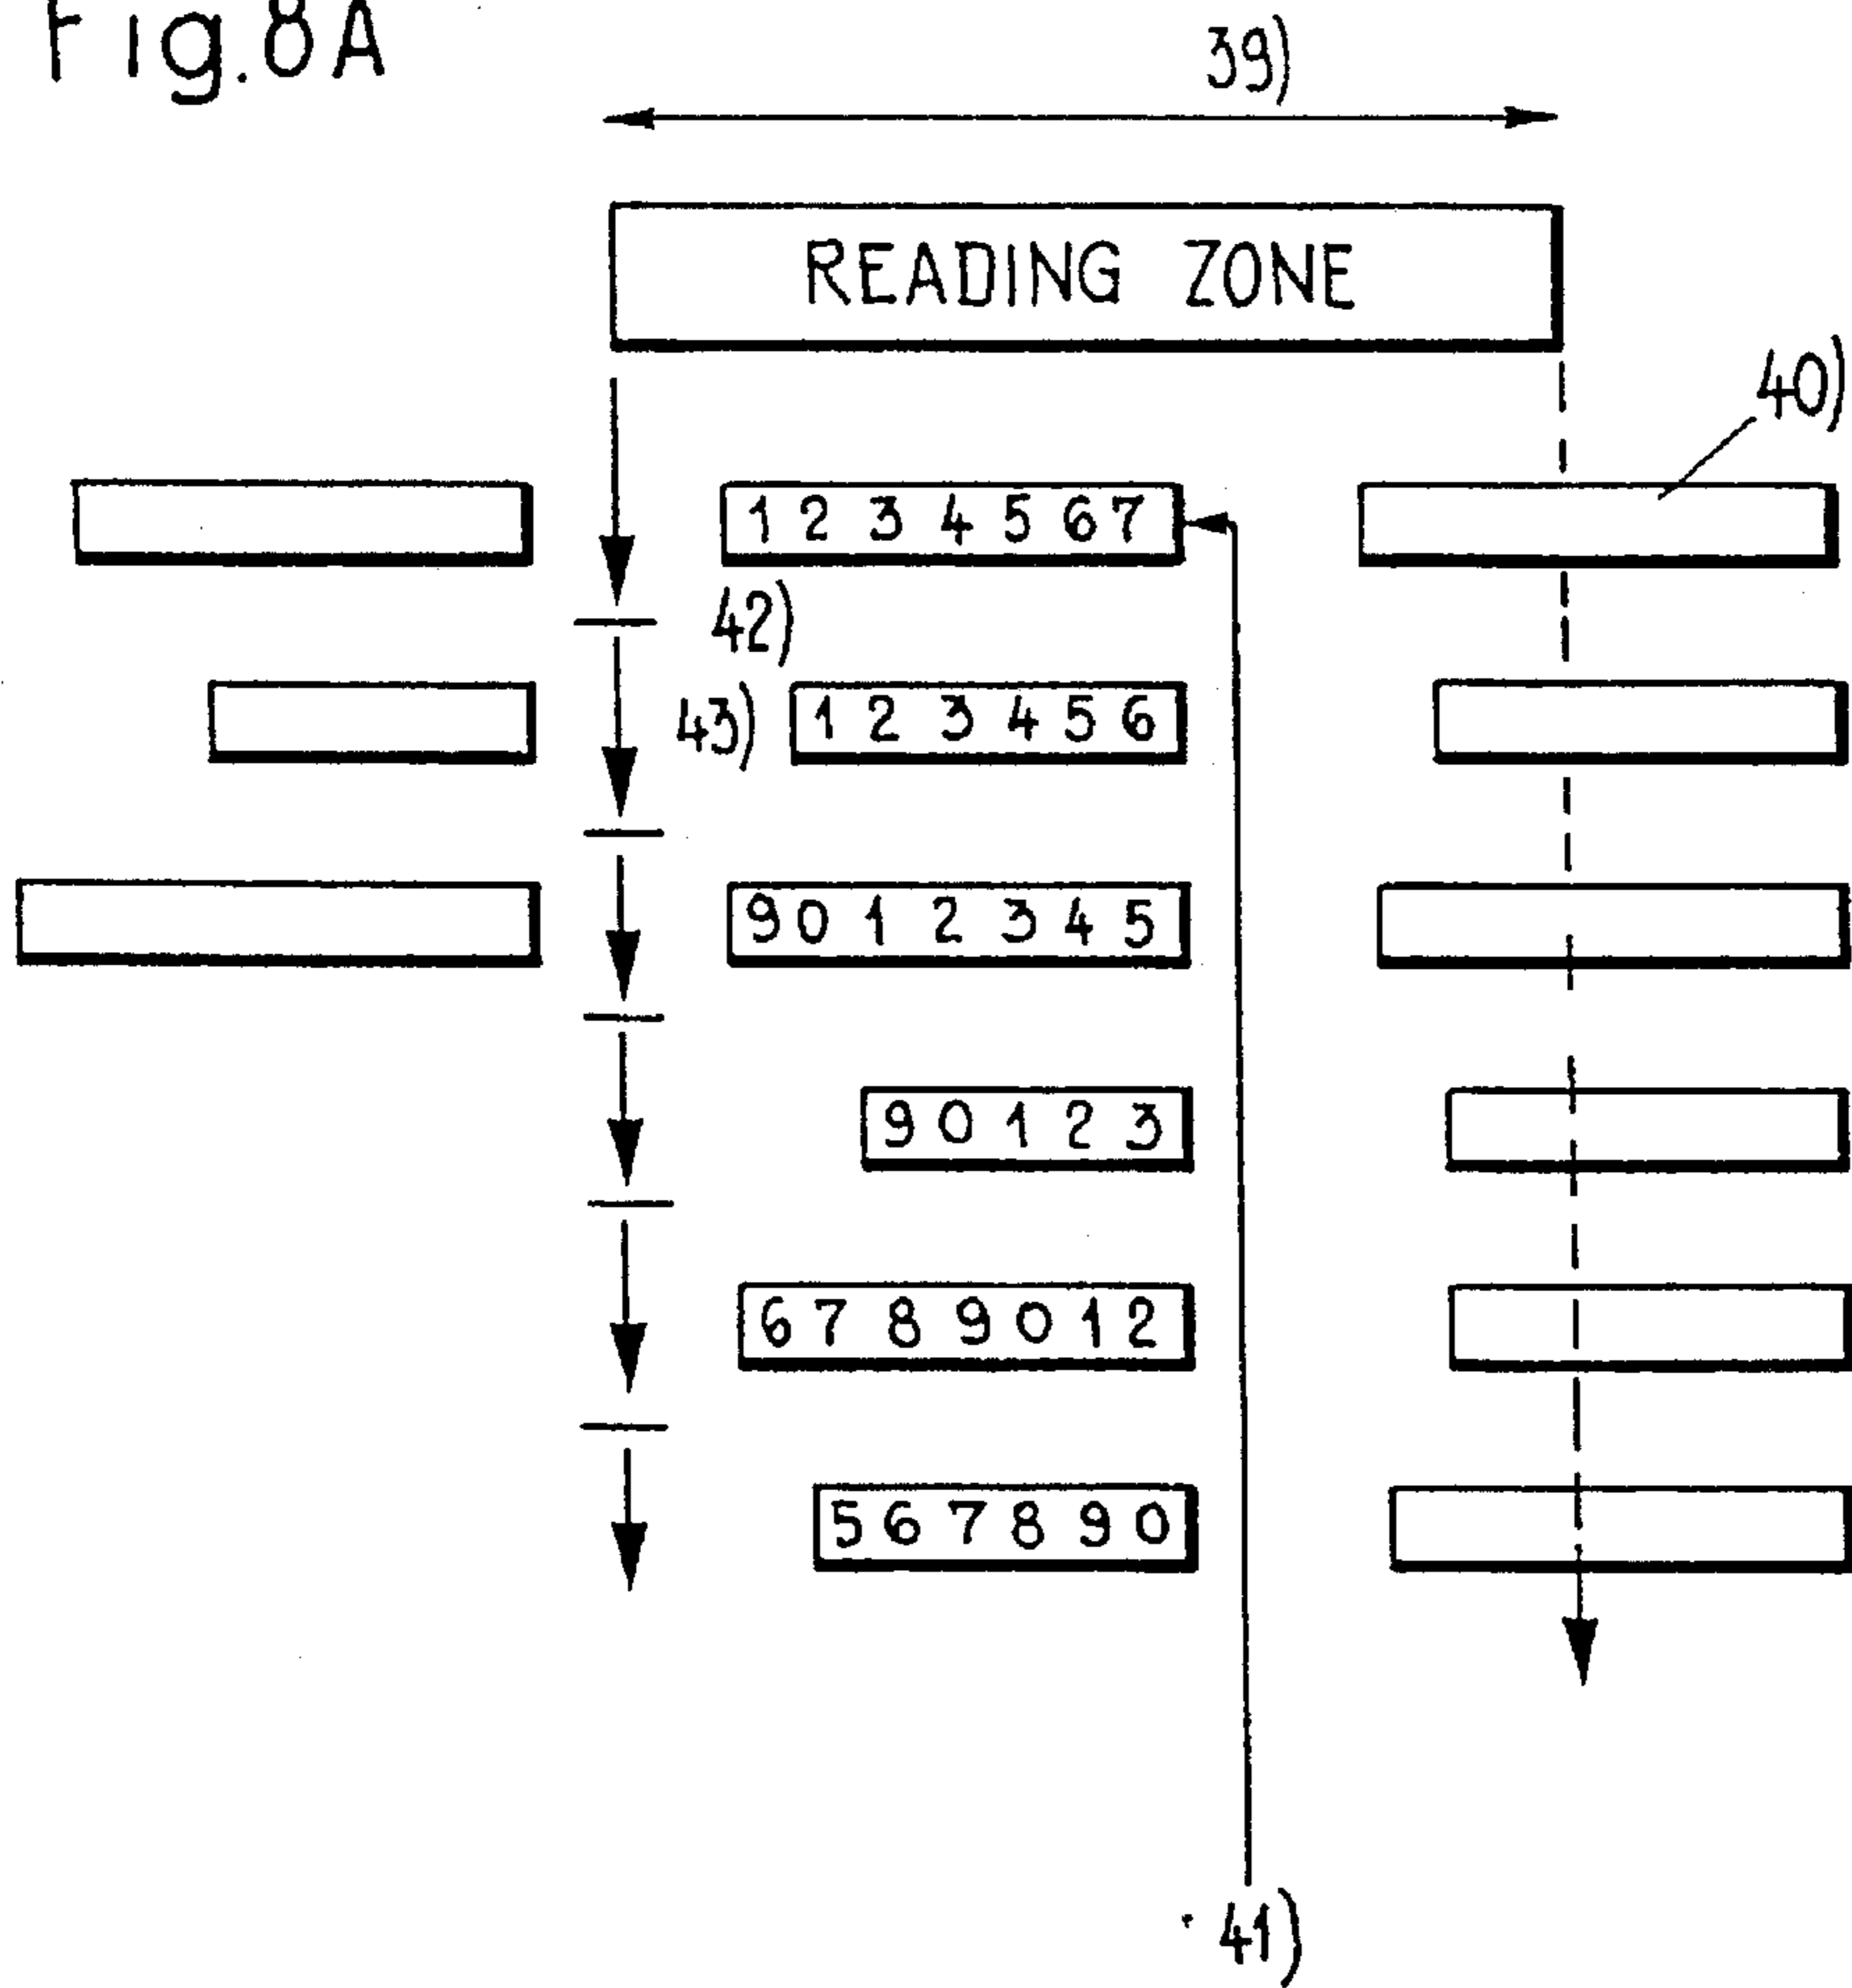 Fig.8A
39)
READING ZONE
40)
1 2 3 4 5 6 7
42)
43)
1 2 3 4 5 6
9 0 1 2 3 4 5
9 0 1 2 3
6 7 8 9 0 1 2
5 6 7 8 9 0
41)